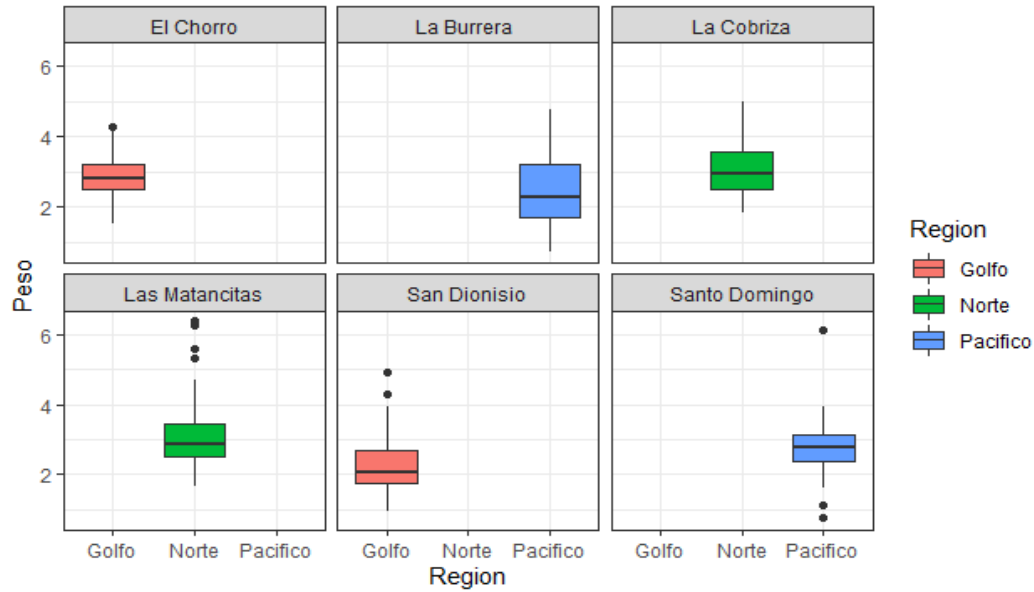 El Chorro La Burrera La Cobriza
6
4
2
Las Matancitas San Dionisio Santo Domingo
6
4
2
Peso
Golfo Norte Pacifico Golfo Norte Pacifico Golfo Norte Pacifico
Region
Region
Golfo
Norte
Pacifico